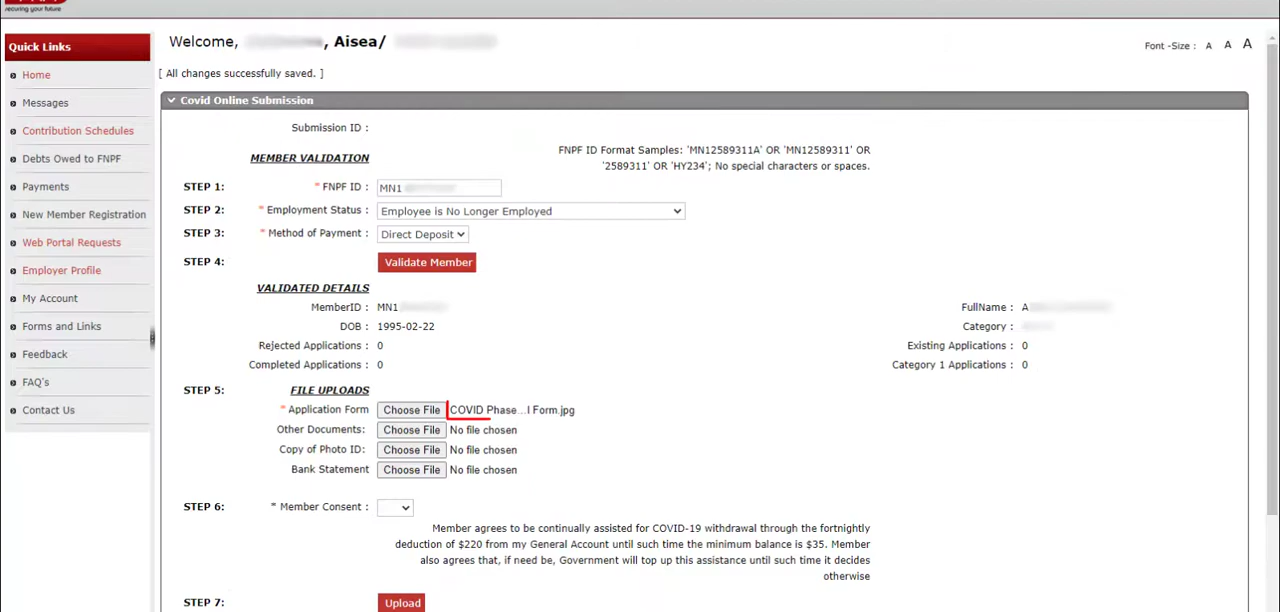 securing your future
Welcome, , Aisea/
Font -Size : A A A
Quick Links
Home
Messages
Contribution Schedules
Debts Owed to FNPF
Payments
New Member Registration
Web Portal Requests
Employer Profile
My Account
Forms and Links
Feedback
FAQ's
Contact Us
[ All changes successfully saved. ]
Covid Online Submission
Submission ID :
MEMBER VALIDATION
FNPF ID Format Samples: 'MN12589311A' OR 'MN12589311' OR
'2589311' OR 'HY234'; No special characters or spaces.
STEP 1: * FNPF ID : MN1
STEP 2: * Employment Status : Employee is No Longer Employed
STEP 3: * Method of Payment : Direct Deposit
STEP 4: Validate Member
VALIDATED DETAILS
MemberID : MN1 FullName : A
DOB : 1995-02-22 Category :
Rejected Applications : 0 Existing Applications : 0
Completed Applications : 0 Category 1 Applications : 0
STEP 5: FILE UPLOADS
* Application Form Choose File COVID Phase...l Form.jpg
Other Documents: Choose File No file chosen
Copy of Photo ID: Choose File No file chosen
Bank Statement Choose File No file chosen
STEP 6: * Member Consent :
Member agrees to be continually assisted for COVID-19 withdrawal through the fortnightly
deduction of $220 from my General Account until such time the minimum balance is $35. Member
also agrees that, if need be, Government will top up this assistance until such time it decides
otherwise
STEP 7: Upload